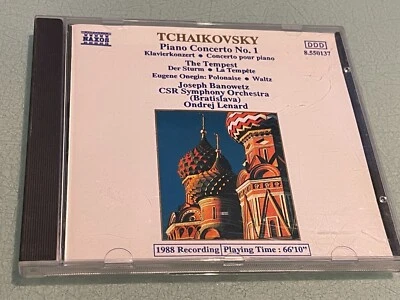 NAXOS
TCHAIKOVSKY
DDD
8.550137
Piano Concerto No. 1
Klavierkonzert • Concerto pour piano
The Tempest
Der Sturm • La Tempête
Eugene Onegin: Polonaise • Waltz
Joseph Banowetz
CSR Symphony Orchestra
(Bratislava)
Ondrej Lenard
1988 Recording Playing Time : 66'10"